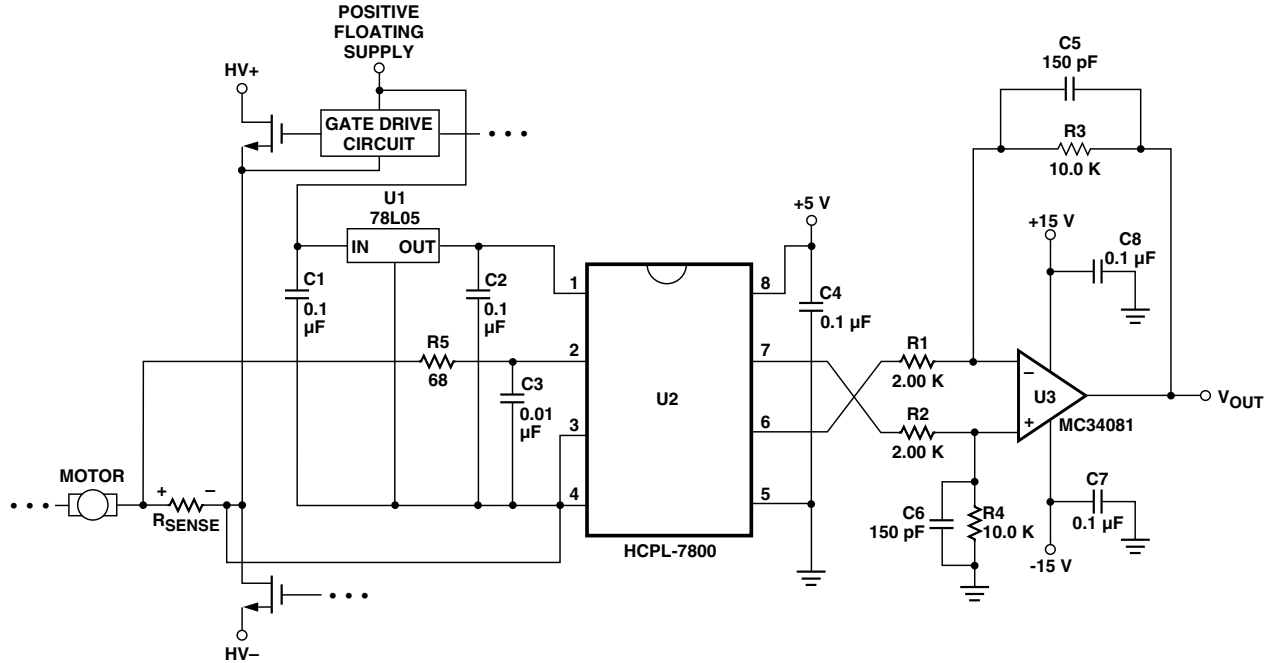 POSITIVE
FLOATING
SUPPLY
HV+
GATE DRIVE
CIRCUIT
• • •
U1
78L05
IN OUT
C1
0.1
µF
C2
0.1
µF
R5
68
C3
0.01
µF
MOTOR
• • •
+ –
RSENSE
• • •
HV–
1
2
3
4
U2
8
7
6
5
HCPL-7800
+5 V
C4
0.1 µF
R1
2.00 K
R2
2.00 K
C5
150 pF
R3
10.0 K
+15 V
C8
0.1 µF
–
U3
+
MC34081
VOUT
C6
150 pF
R4
10.0 K
C7
0.1 µF
-15 V